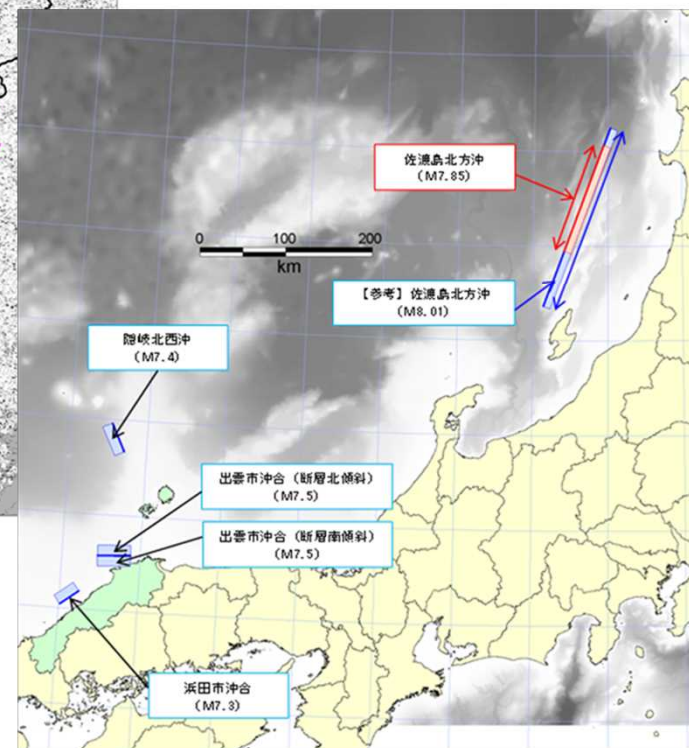 佐渡島北方沖
(M7.85)
0 100 200
km
【参考】佐渡島北方沖
(M8.01)
隠岐北西沖
(M7.4)
出雲市沖合(断層北傾斜)
(M7.5)
出雲市沖合(断層南傾斜)
(M7.5)
浜田市沖合
(M7.3)